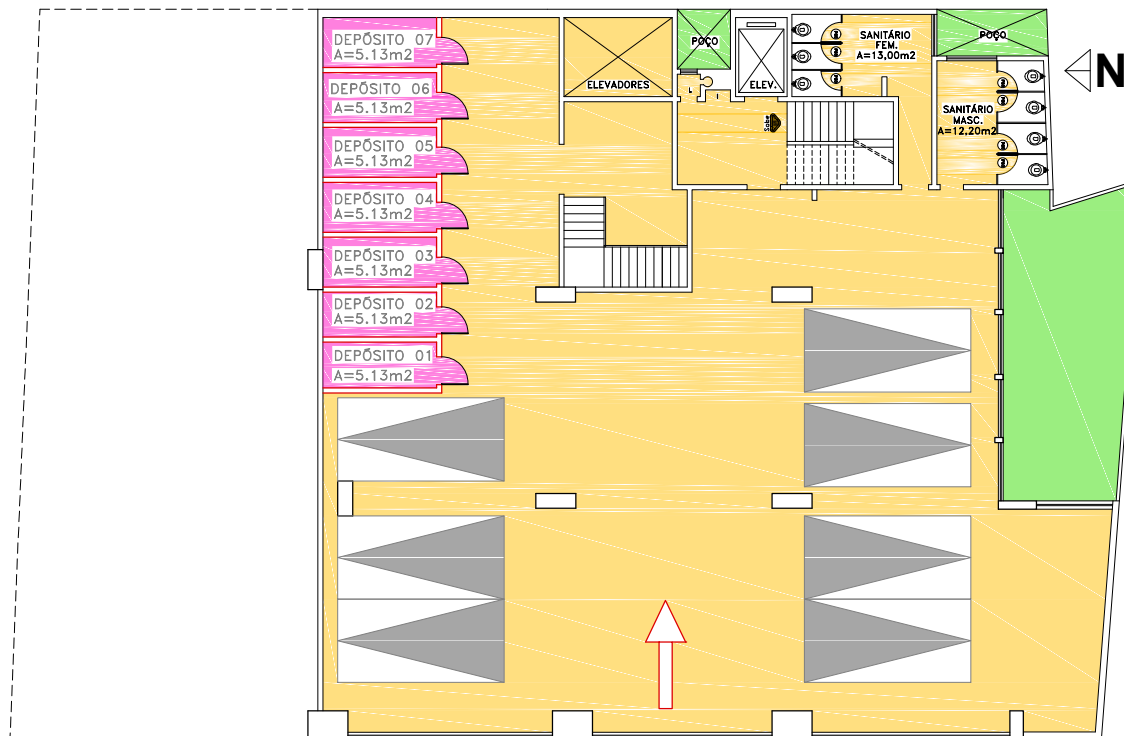 DEPÓSITO 07
A=5.13m2
DEPÓSITO 06
A=5.13m2
DEPÓSITO 05
A=5.13m2
DEPÓSITO 04
A=5.13m2
DEPÓSITO 03
A=5.13m2
DEPÓSITO 02
A=5.13m2
DEPÓSITO 01
A=5.13m2
ELEVADORES
POÇO
ELEV.
L
I
Sobe
SANITÁRIO
FEM.
A=13,00m2
POÇO
SANITÁRIO
MASC.
A=12,20m2
N